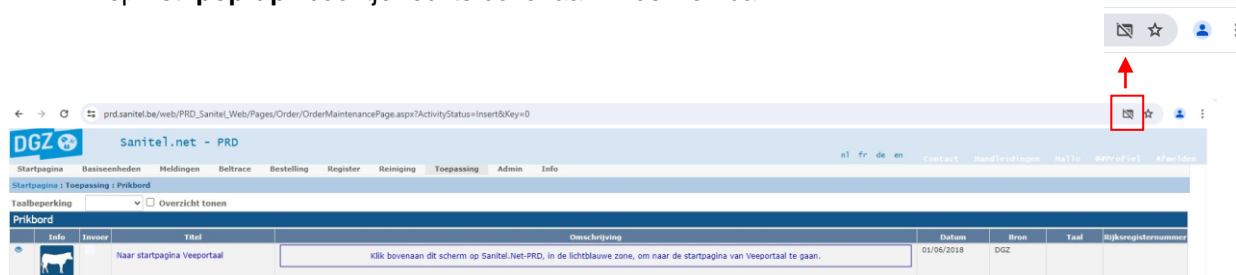 prd.sanitel.be/web/PRD_Sanitel_Web/Pages/Order/OrderMaintenancePage.aspx?ActivityStatus=Insert&Key=0
DGZ Sanitel.net - PRD
nl fr de en Contact Handleidingen Hallo Afmelden
Startpagina Basiseenheden Meldingen Beltrace Bestelling Register Reiniging Toepassing Admin Info
Startpagina : Toepassing : Prikbord
Taalbeperking Overzicht tonen
Prikbord
Info Invoer Titel Omschrijving Datum Bron Taal Rijksregisternummer
Naar startpagina Veeportaal Klik bovenaan dit scherm op Sanitel.Net-PRD, in de lichtblauwe zone, om naar de startpagina van Veeportaal te gaan. 01/06/2018 DGZ